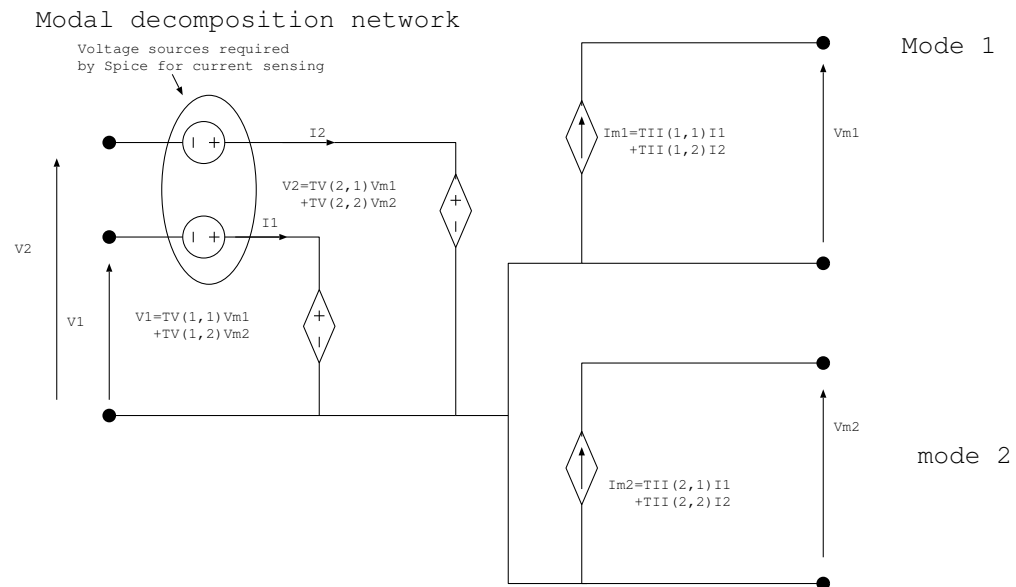 Modal decomposition network
Voltage sources required
by Spice for current sensing
Mode 1
I2
Im1=TII(1,1)I1
+TII(1,2)I2
Vm1
V2=TV(2,1)Vm1
+TV(2,2)Vm2
I1
V2
V1
V1=TV(1,1)Vm1
+TV(1,2)Vm2
Vm2
mode 2
Im2=TII(2,1)I1
+TII(2,2)I2